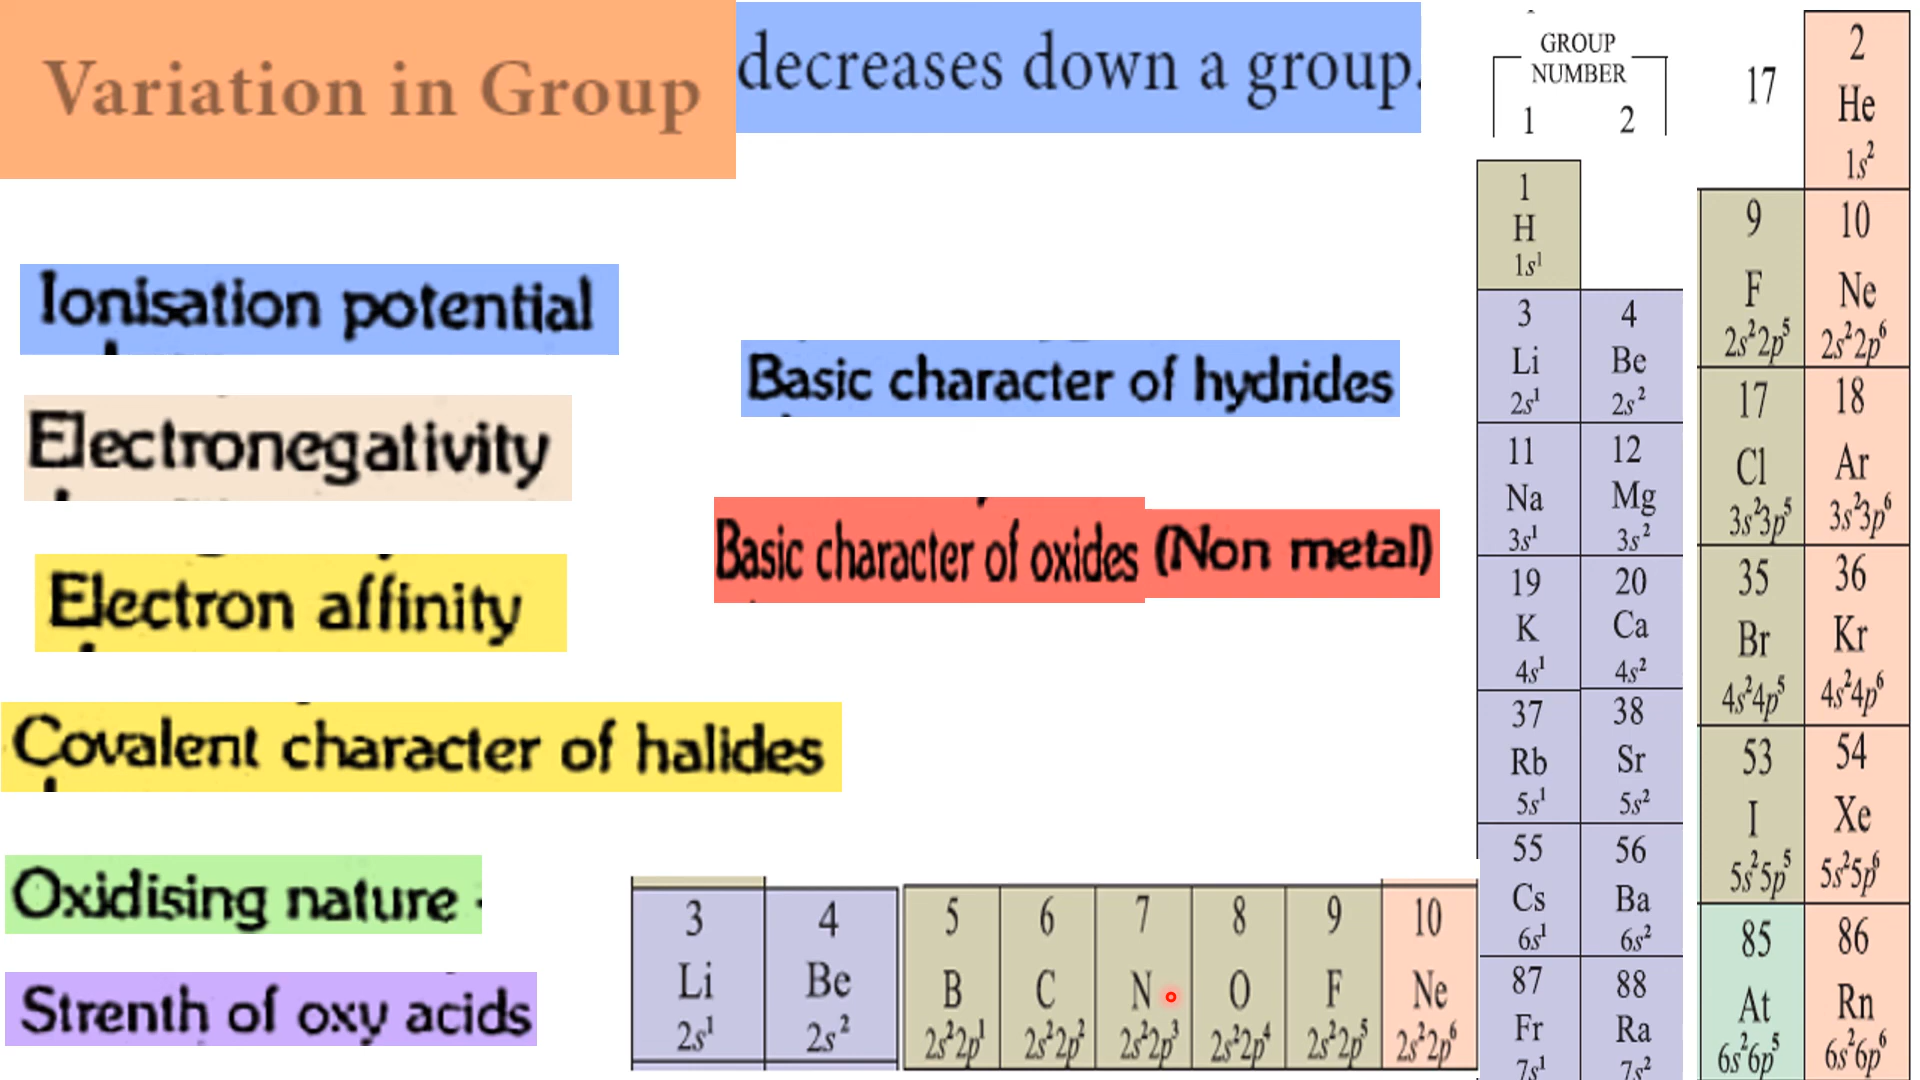 Variation in Group
decreases down a group.
Ionisation potential
Electronegativity
Electron affinity
Covalent character of halides
Oxidising nature
Strenth of oxy acids
Basic character of hydrides
Basic character of oxides (Non metal)
3 4 5 6 7 8 9 10
Li Be B C N O F Ne
2s¹ 2s² 2s²2p¹ 2s²2p² 2s²2p³ 2s²2p⁴ 2s²2p⁵ 2s²2p⁶
GROUP
NUMBER
1 2
1
H
1s¹
3 4
Li Be
2s¹ 2s²
11 12
Na Mg
3s¹ 3s²
19 20
K Ca
4s¹ 4s²
37 38
Rb Sr
5s¹ 5s²
55 56
Cs Ba
6s¹ 6s²
87 88
Fr Ra
7s¹ 7s²
17
2
He
1s²
9 10
F Ne
2s²2p⁵ 2s²2p⁶
17 18
Cl Ar
3s²3p⁵ 3s²3p⁶
35 36
Br Kr
4s²4p⁵ 4s²4p⁶
53 54
I Xe
5s²5p⁵ 5s²5p⁶
85 86
At Rn
6s²6p⁵ 6s²6p⁶